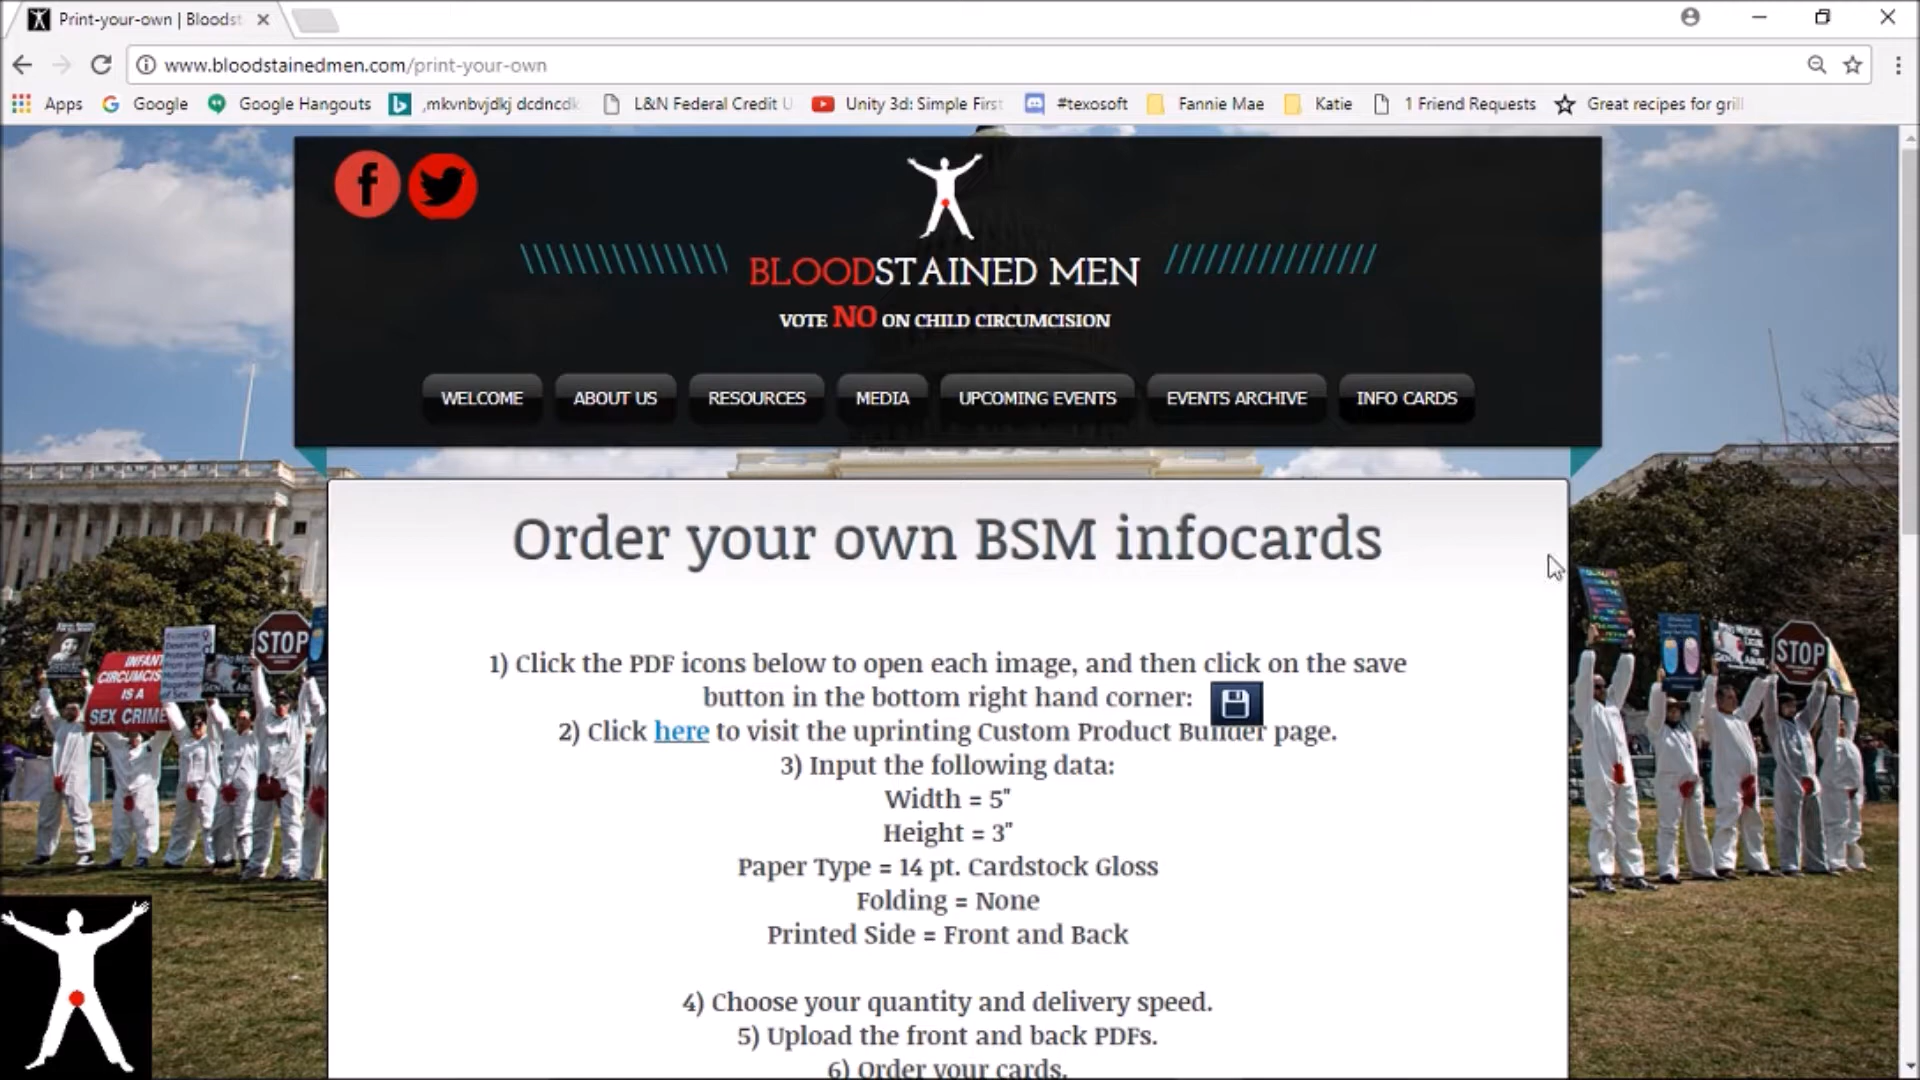 Print-your-own | Bloodst
www.bloodstainedmen.com/print-your-own
Apps Google Google Hangouts ,mkvnbvjdkj dcdncdk L&N Federal Credit U Unity 3d: Simple First #texosoft Fannie Mae Katie 1 Friend Requests Great recipes for grill
BLOODSTAINED MEN
VOTE NO ON CHILD CIRCUMCISION
WELCOME ABOUT US RESOURCES MEDIA UPCOMING EVENTS EVENTS ARCHIVE INFO CARDS
Order your own BSM infocards
1) Click the PDF icons below to open each image, and then click on the save
button in the bottom right hand corner:
2) Click here to visit the uprinting Custom Product Builder page.
3) Input the following data:
Width = 5"
Height = 3"
Paper Type = 14 pt. Cardstock Gloss
Folding = None
Printed Side = Front and Back
4) Choose your quantity and delivery speed.
5) Upload the front and back PDFs.
6) Order your cards.
STOP
INFANT
CIRCUMCIS
IS A
SEX CRIME
STOP